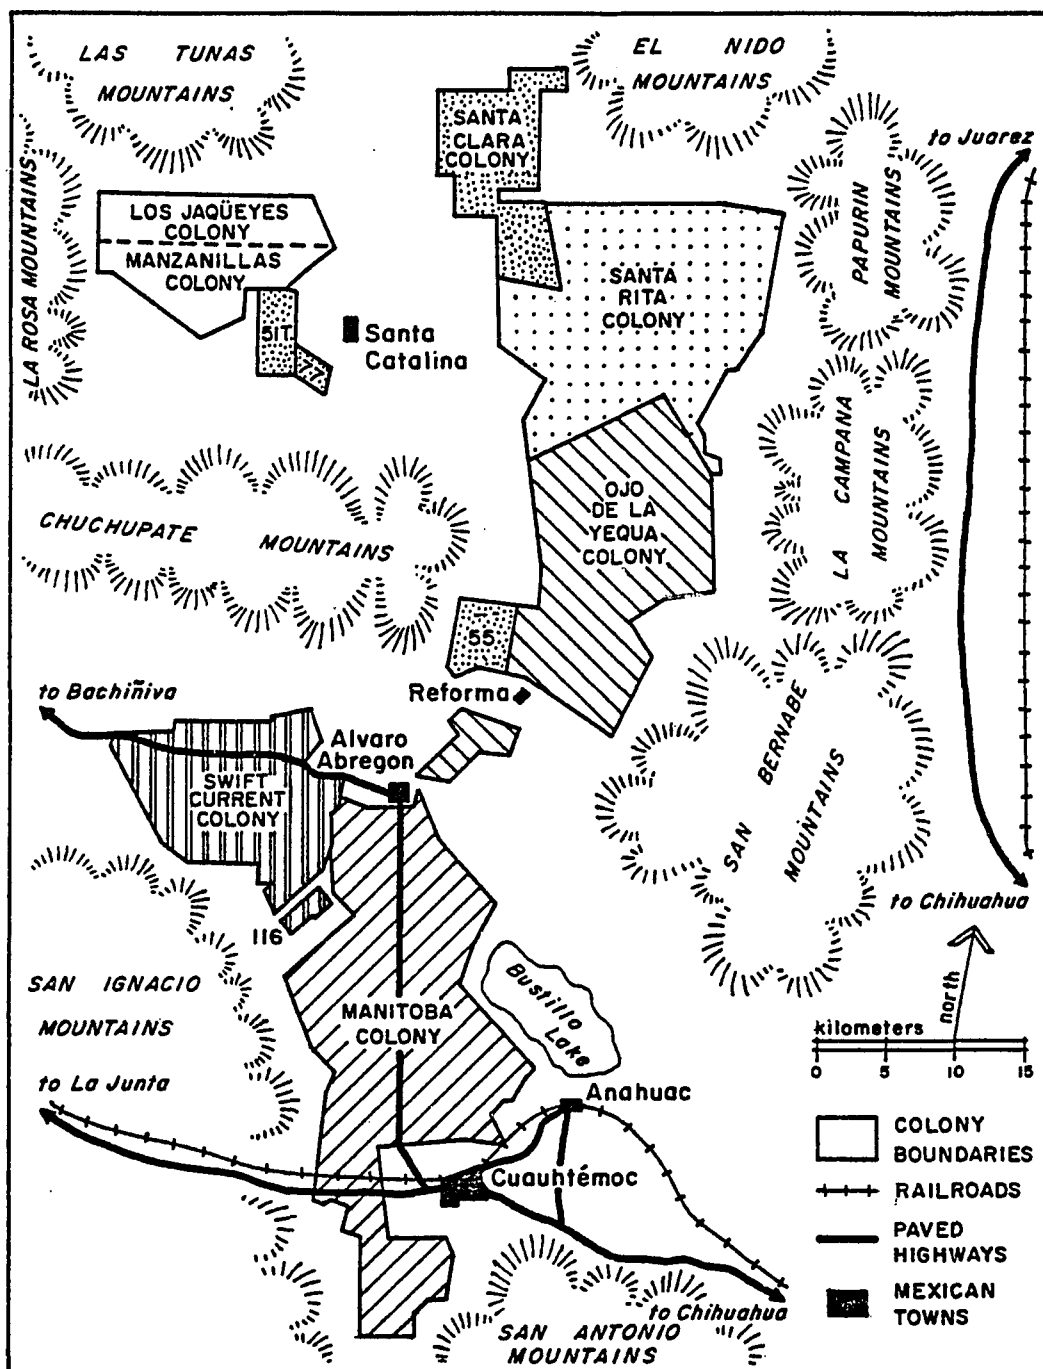 LAS TUNAS
MOUNTAINS
EL NIDO
MOUNTAINS
SANTA
CLARA
COLONY
to Juarez
LA ROSA MOUNTAINS
PAPURIN
MOUNTAINS
LOS JAQÜEYES
COLONY
MANZANILLAS
COLONY
SANTA
RITA
COLONY
51T
77
Santa
Catalina
LA CAMPANA
MOUNTAINS
OJO
DE LA
YEQUA
COLONY
CHUCHUPATE MOUNTAINS
55
Reforma
to Bachiñiva
Alvaro
Abregon
SAN BERNABE
MOUNTAINS
SWIFT
CURRENT
COLONY
to Chihuahua
116
SAN IGNACIO
MOUNTAINS
Bustillo
Lake
MANITOBA
COLONY
north
kilometers
0 5 10 15
to La Junta
Anahuac
Cuauhtémoc
COLONY
BOUNDARIES
RAILROADS
PAVED
HIGHWAYS
MEXICAN
TOWNS
to Chihuahua
SAN ANTONIO
MOUNTAINS